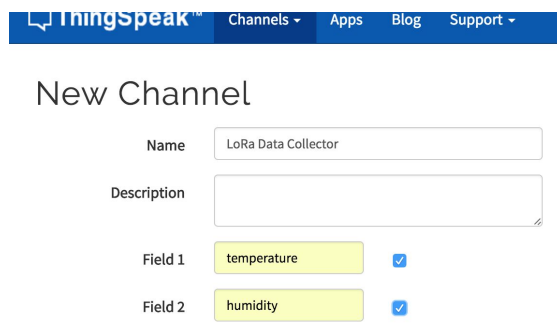 ThingSpeak™ Channels Apps Blog Support
New Channel
Name LoRa Data Collector
Description
Field 1 temperature
Field 2 humidity